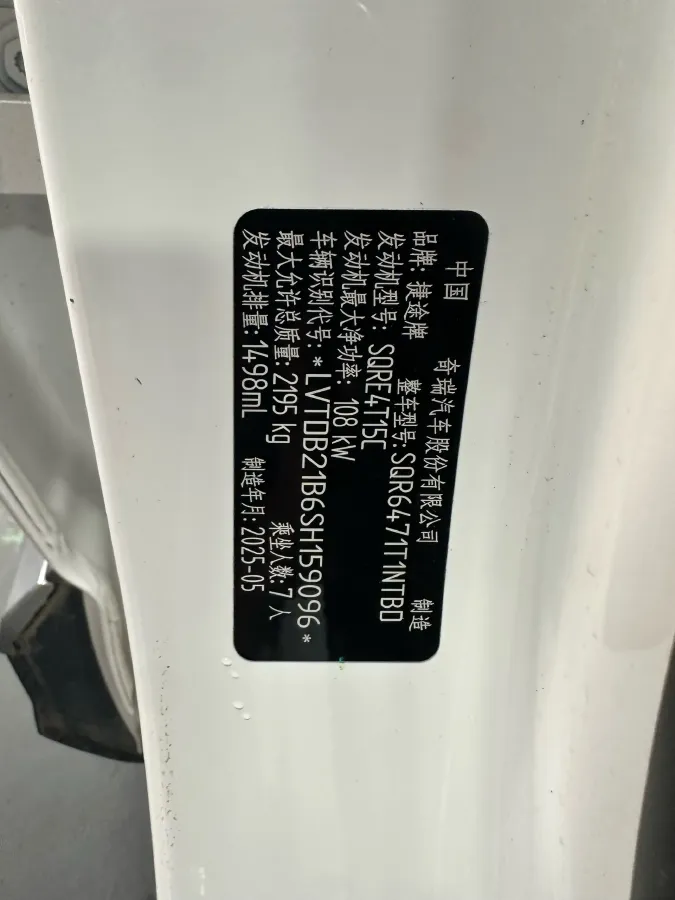 中国 奇瑞汽车股份有限公司 制造
品牌: 捷途牌 整车型号: SQR6471T1NTBD
发动机型号: SQRE4T15C
发动机最大净功率: 108 kW
车辆识别代号: *LVTDB21B6SH159096*
最大允许总质量: 2195 kg 乘坐人数: 7 人
发动机排量: 1498mL 制造年月: 2025-05